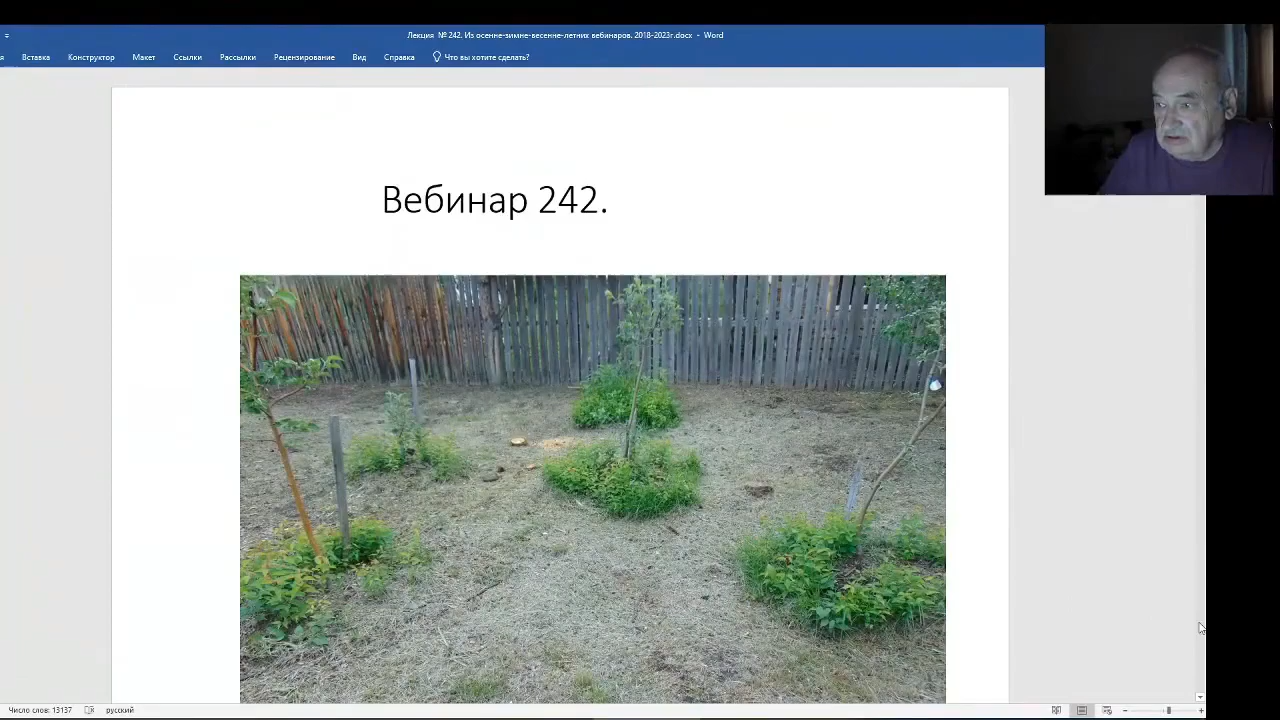 Лекция № 242. Из осенне-зимне-весенне-летних вебинаров. 2018-2023г.docx - Word
Вставка Конструктор Макет Ссылки Рассылки Рецензирование Вид Справка Что вы хотите сделать?
Вебинар 242.
Число слов: 13137 русский